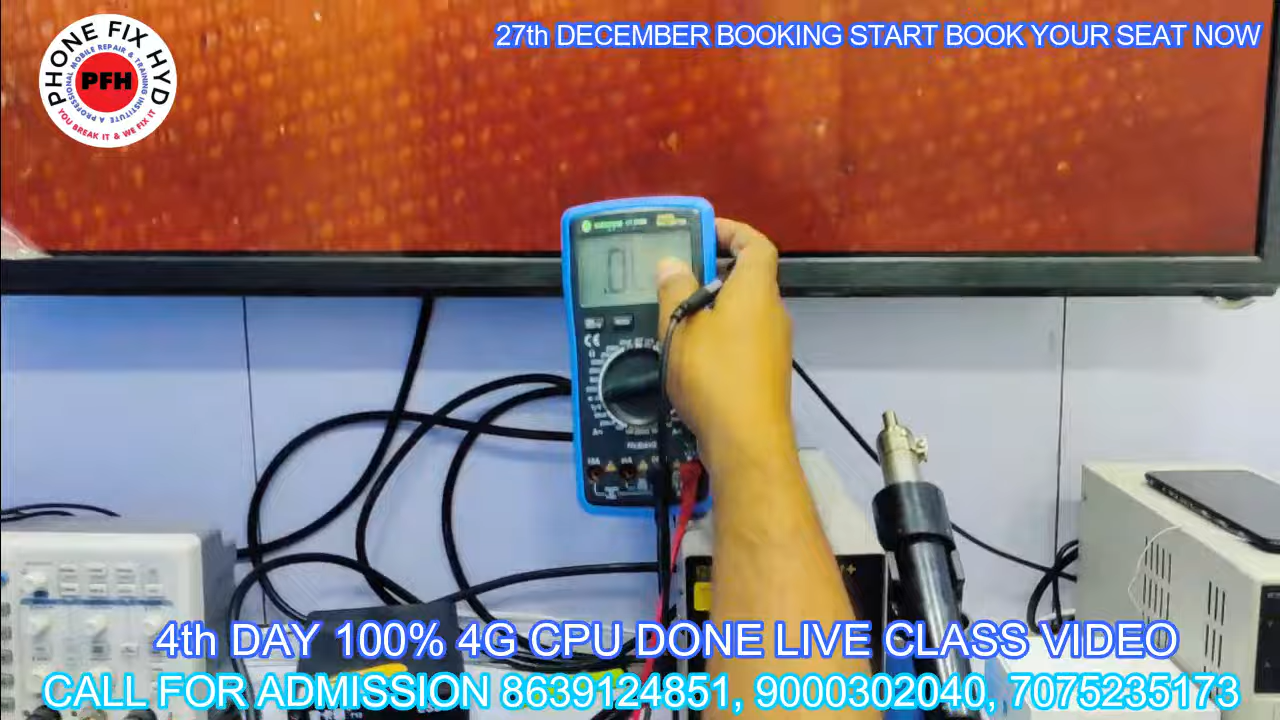 27th DECEMBER BOOKING START BOOK YOUR SEAT NOW
PHONE FIX HYD
A PROFESSIONAL MOBILE REPAIR & TRAINING INSTITUTE
PFH
YOU BREAK IT & WE FIX IT
4th DAY 100% 4G CPU DONE LIVE CLASS VIDEO
CALL FOR ADMISSION 8639124851, 9000302040, 7075235173